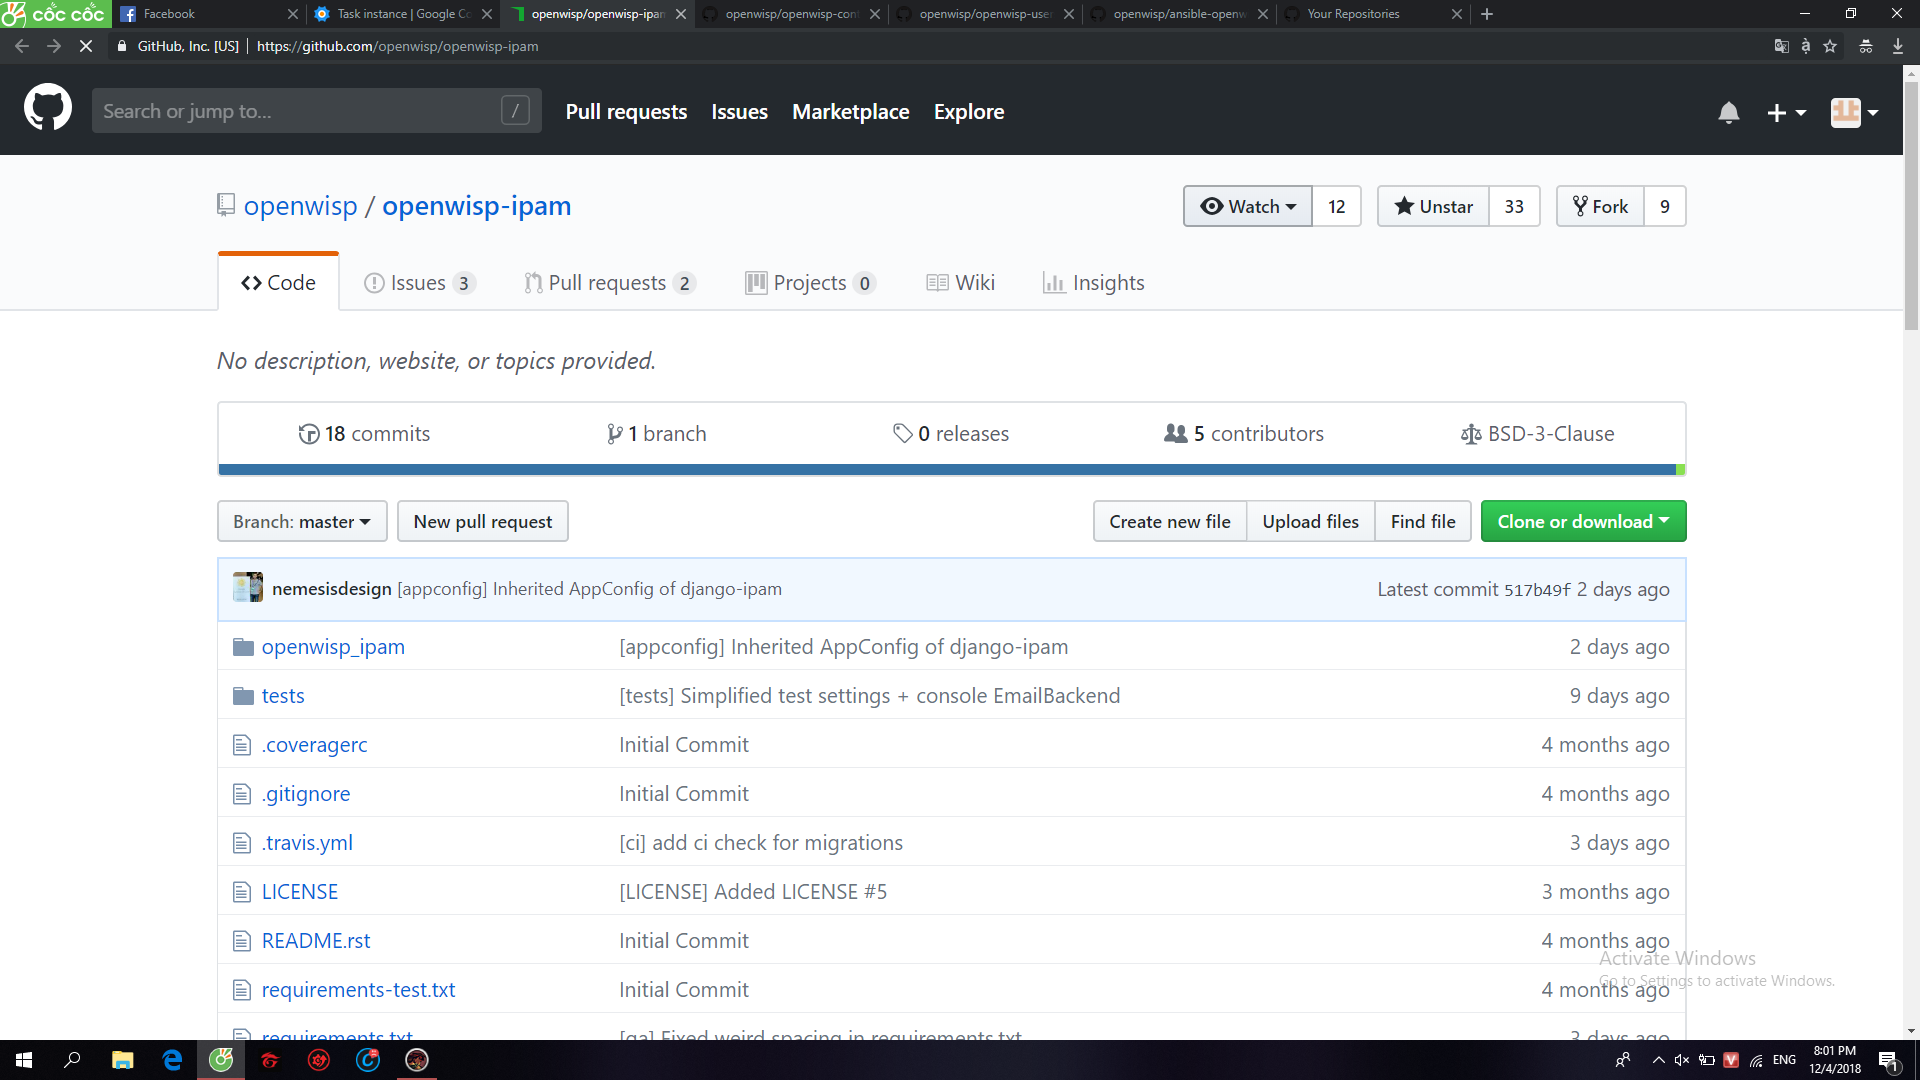 cốc cốc Facebook Task instance | Google Co openwisp/openwisp-ipam openwisp/openwisp-cont openwisp/openwisp-user openwisp/ansible-openw Your Repositories
GitHub, Inc. [US] https://github.com/openwisp/openwisp-ipam
Search or jump to... / Pull requests Issues Marketplace Explore
openwisp / openwisp-ipam Watch 12 Unstar 33 Fork 9
Code Issues 3 Pull requests 2 Projects 0 Wiki Insights
No description, website, or topics provided.
18 commits 1 branch 0 releases 5 contributors BSD-3-Clause
Branch: master New pull request Create new file Upload files Find file Clone or download
nemesisdesign [appconfig] Inherited AppConfig of django-ipam Latest commit 517b49f 2 days ago
openwisp_ipam [appconfig] Inherited AppConfig of django-ipam 2 days ago
tests [tests] Simplified test settings + console EmailBackend 9 days ago
.coveragerc Initial Commit 4 months ago
.gitignore Initial Commit 4 months ago
.travis.yml [ci] add ci check for migrations 3 days ago
LICENSE [LICENSE] Added LICENSE #5 3 months ago
README.rst Initial Commit 4 months ago
Activate Windows
Go to Settings to activate Windows.
requirements-test.txt Initial Commit 4 months ago
requirements.txt [qa] Fixed weird spacing in requirements.txt 3 days ago
ENG 8:01 PM
12/4/2018 1